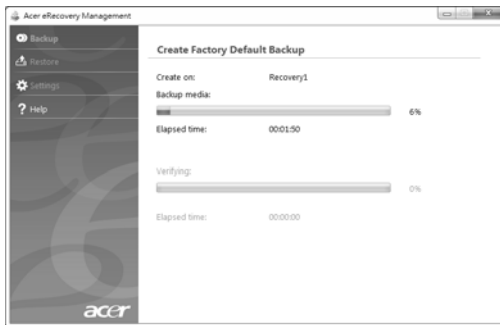 Acer eRecovery Management
Backup
Restore
Settings
Help
Create Factory Default Backup
Create on: Recovery1
Backup media:
6%
Elapsed time: 00:01:50
Verifying:
0%
Elapsed time: 00:00:00
acer